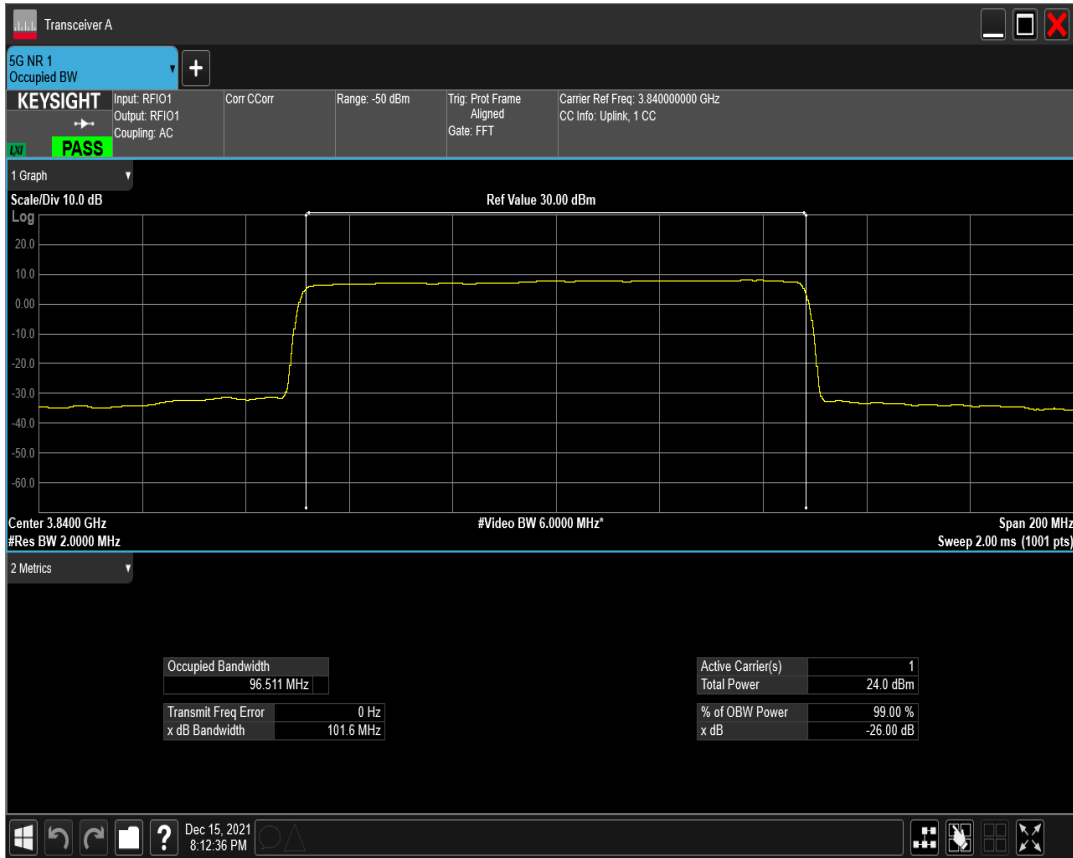 Transceiver A
5G NR 1
Occupied BW
KEYSIGHT
LXI
PASS
Input: RFIO1
Output: RFIO1
Coupling: AC
Corr CCorr
Range: -50 dBm
Trig: Prot Frame
Aligned
Gate: FFT
Carrier Ref Freq: 3.840000000 GHz
CC Info: Uplink, 1 CC
1 Graph
Scale/Div 10.0 dB
Ref Value 30.00 dBm
Log
20.0
10.0
0.00
-10.0
-20.0
-30.0
-40.0
-50.0
-60.0
Center 3.8400 GHz
#Video BW 6.0000 MHz*
Span 200 MHz
#Res BW 2.0000 MHz
Sweep 2.00 ms (1001 pts)
2 Metrics
Occupied Bandwidth
96.511 MHz
Transmit Freq Error 0 Hz
x dB Bandwidth 101.6 MHz
Active Carrier(s) 1
Total Power 24.0 dBm
% of OBW Power 99.00 %
x dB -26.00 dB
?
Dec 15, 2021
8:12:36 PM